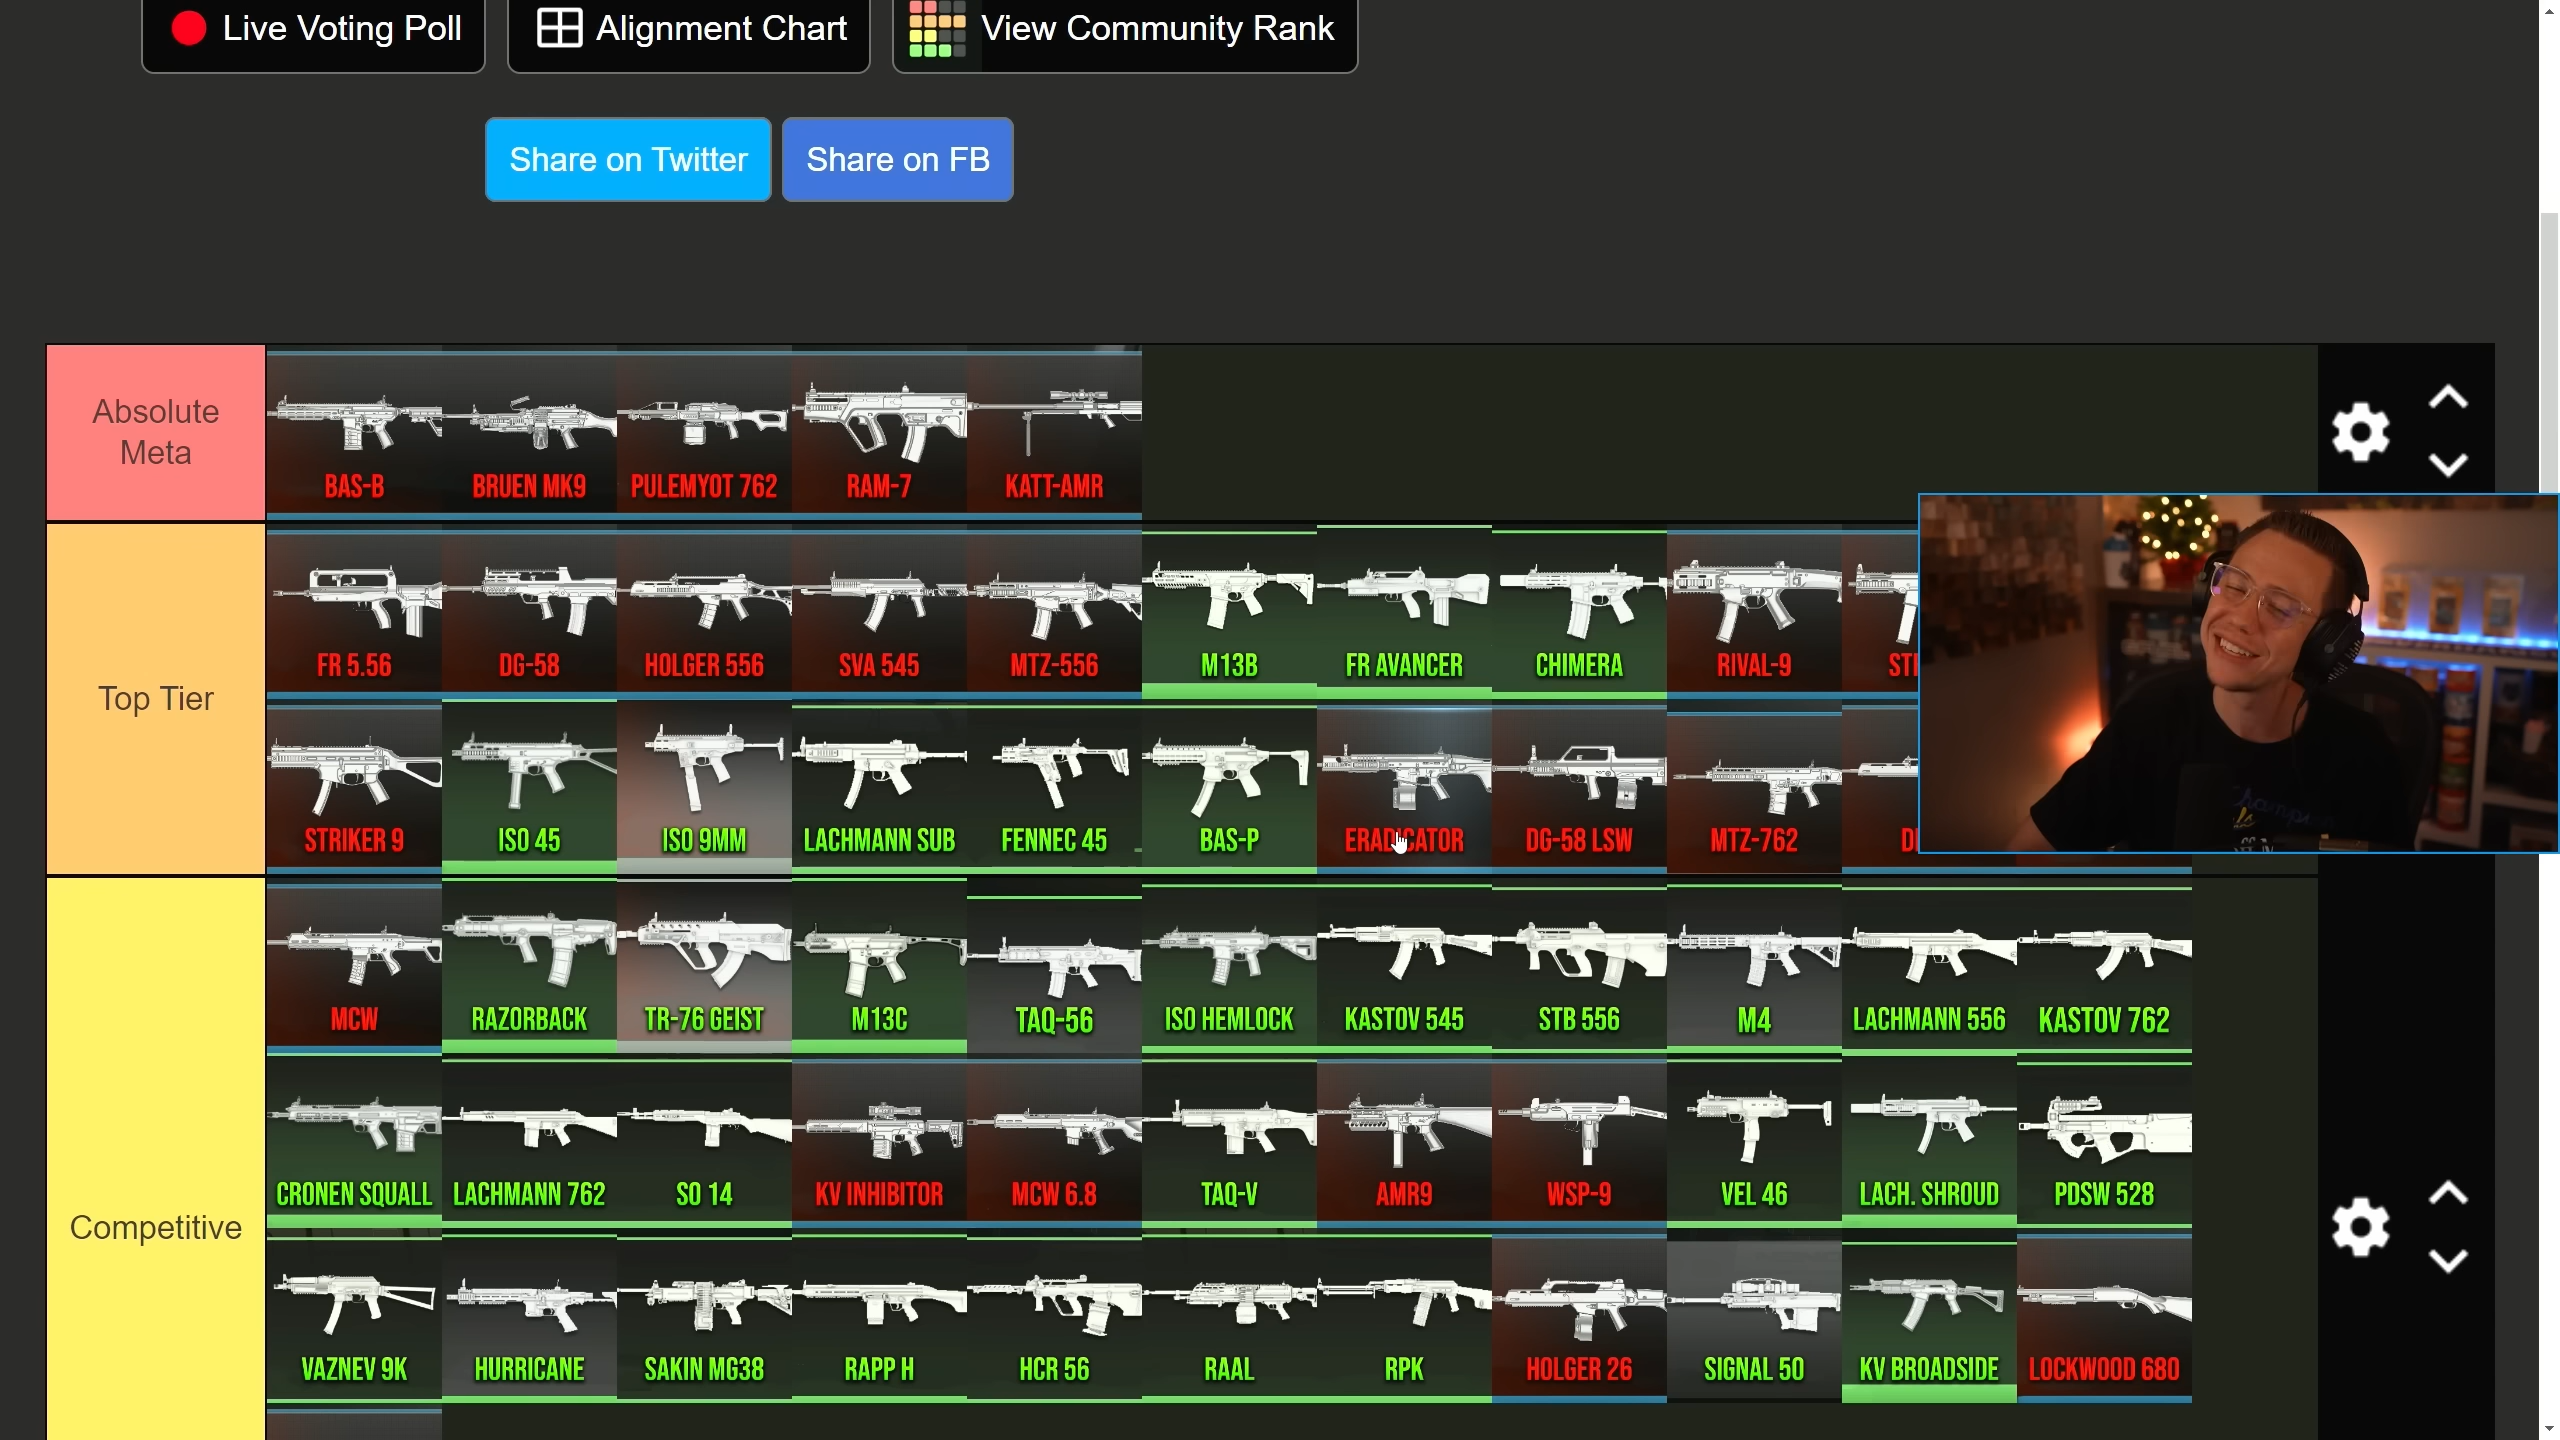 Live Voting Poll
Alignment Chart
View Community Rank
Share on Twitter
Share on FB
Absolute
Meta
BAS-B
BRUEN MK9
PULEMYOT 762
RAM-7
KATT-AMR
Top Tier
FR 5.56
DG-58
HOLGER 556
SVA 545
MTZ-556
M13B
FR AVANCER
CHIMERA
RIVAL-9
STRIKER 9
ISO 45
ISO 9MM
LACHMANN SUB
FENNEC 45
BAS-P
ERADICATOR
DG-58 LSW
MTZ-762
Competitive
MCW
RAZORBACK
TR-76 GEIST
M13C
TAQ-56
ISO HEMLOCK
KASTOV 545
STB 556
M4
LACHMANN 556
KASTOV 762
CRONEN SQUALL
LACHMANN 762
SO 14
KV INHIBITOR
MCW 6.8
TAQ-V
AMR9
WSP-9
VEL 46
LACH. SHROUD
PDSW 528
VAZNEV 9K
HURRICANE
SAKIN MG38
RAPP H
HCR 56
RAAL
RPK
HOLGER 26
SIGNAL 50
KV BROADSIDE
LOCKWOOD 680